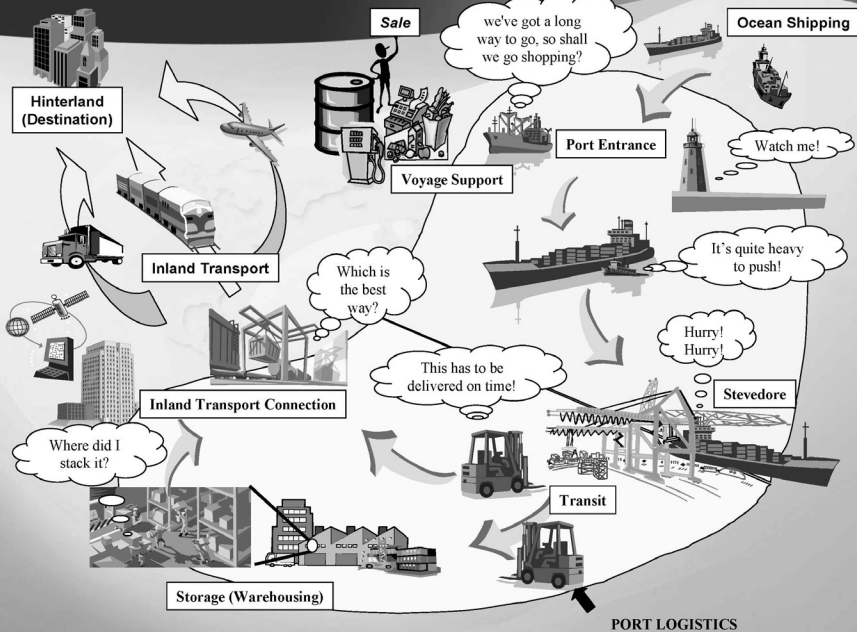 Sale
we've got a long
way to go, so shall
we go shopping?
Ocean Shipping
Hinterland
(Destination)
Port Entrance
Watch me!
Voyage Support
Inland Transport
Which is
the best
way?
It's quite heavy
to push!
Hurry!
Hurry!
This has to be
delivered on time!
Stevedore
Inland Transport Connection
Where did I
stack it?
Transit
Storage (Warehousing)
PORT LOGISTICS